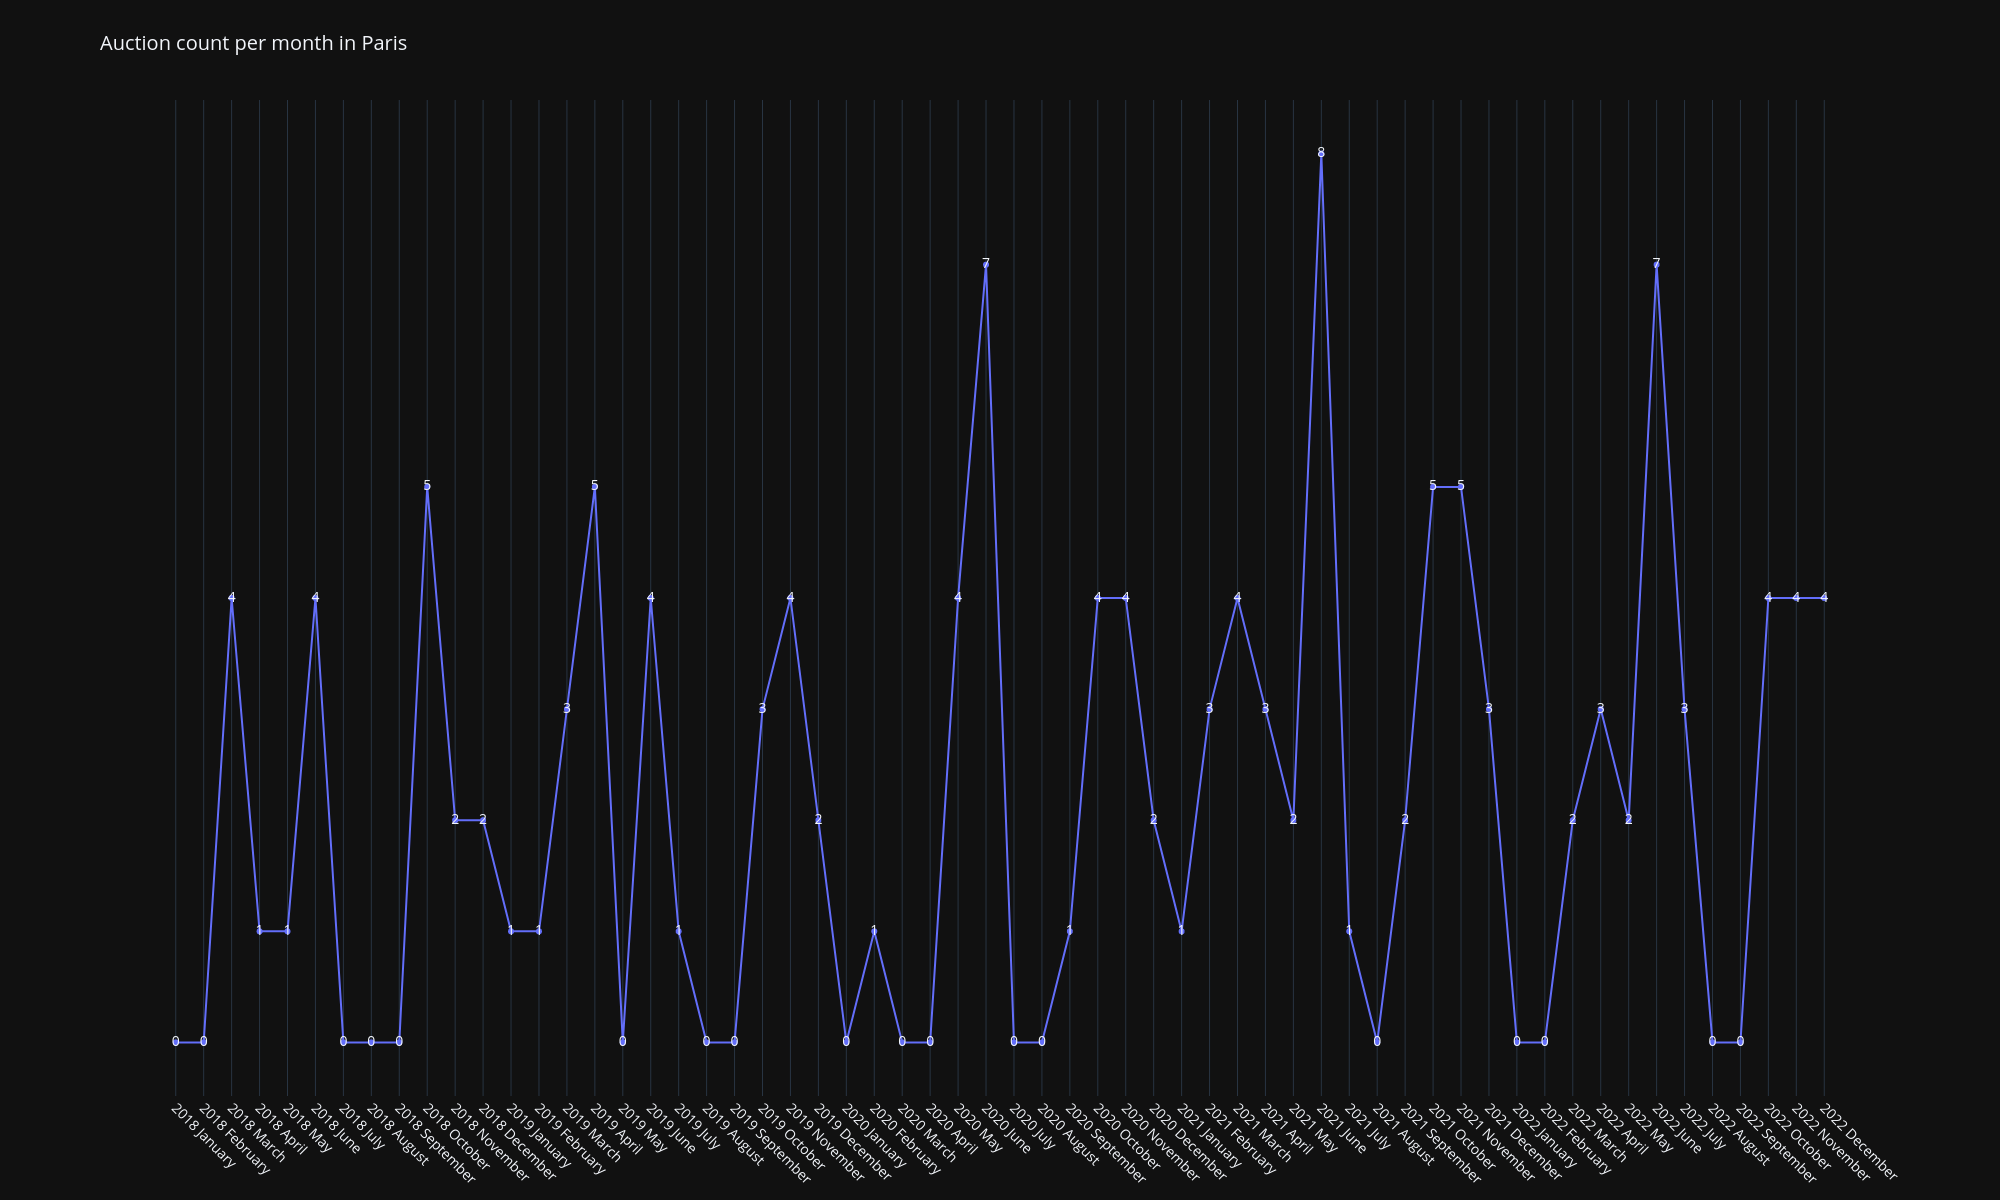 Auction count per month in Paris
8
7 7
5 5 5 5
4 4 4 4 4 4 4 4 4 4 4
3 3 3 3 3 3 3
2 2 2 2 2 2 2 2
1 1 1 1 1 1 1 1 1 1
0 0 0 0 0 0 0 0 0 0 0 0 0 0 0 0 0
2018 January
2018 February
2018 March
2018 April
2018 May
2018 June
2018 July
2018 August
2018 September
2018 October
2018 November
2018 December
2019 January
2019 February
2019 March
2019 April
2019 May
2019 June
2019 July
2019 August
2019 September
2019 October
2019 November
2019 December
2020 January
2020 February
2020 March
2020 April
2020 May
2020 June
2020 July
2020 August
2020 September
2020 October
2020 November
2020 December
2021 January
2021 February
2021 March
2021 April
2021 May
2021 June
2021 July
2021 August
2021 September
2021 October
2021 November
2021 December
2022 January
2022 February
2022 March
2022 April
2022 May
2022 June
2022 July
2022 August
2022 September
2022 October
2022 November
2022 December